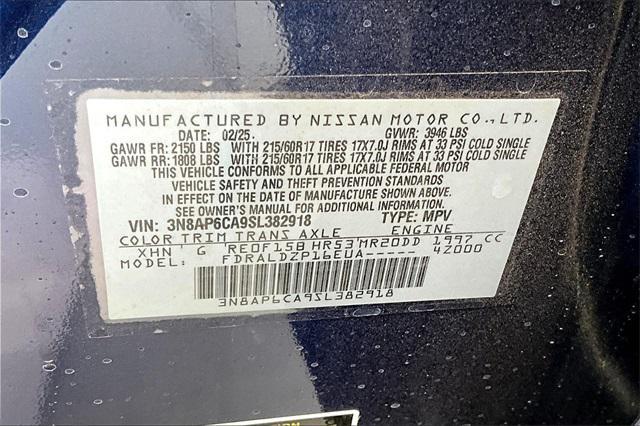 MANUFACTURED BY NISSAN MOTOR CO.,LTD.
DATE: 02/25. GVWR: 3946 LBS
GAWR FR: 2150 LBS WITH 215/60R17 TIRES 17X7.0J RIMS AT 33 PSI COLD SINGLE
GAWR RR: 1808 LBS WITH 215/60R17 TIRES 17X7.0J RIMS AT 33 PSI COLD SINGLE
THIS VEHICLE CONFORMS TO ALL APPLICABLE FEDERAL MOTOR
VEHICLE SAFETY AND THEFT PREVENTION STANDARDS
IN EFFECT ON THE DATE OF MANUFACTURE SHOWN ABOVE.
SEE OWNER'S MANUAL FOR ADDITIONAL INFORMATION.
VIN: 3N8AP6CA9SL382918 TYPE: MPV
COLOR TRIM TRANS AXLE ENGINE
XHN G RE0F15B HR53 MR20DD 1997 CC
MODEL: FDRALDZP16EUA----- 42000
3N8AP6CA9SL382918